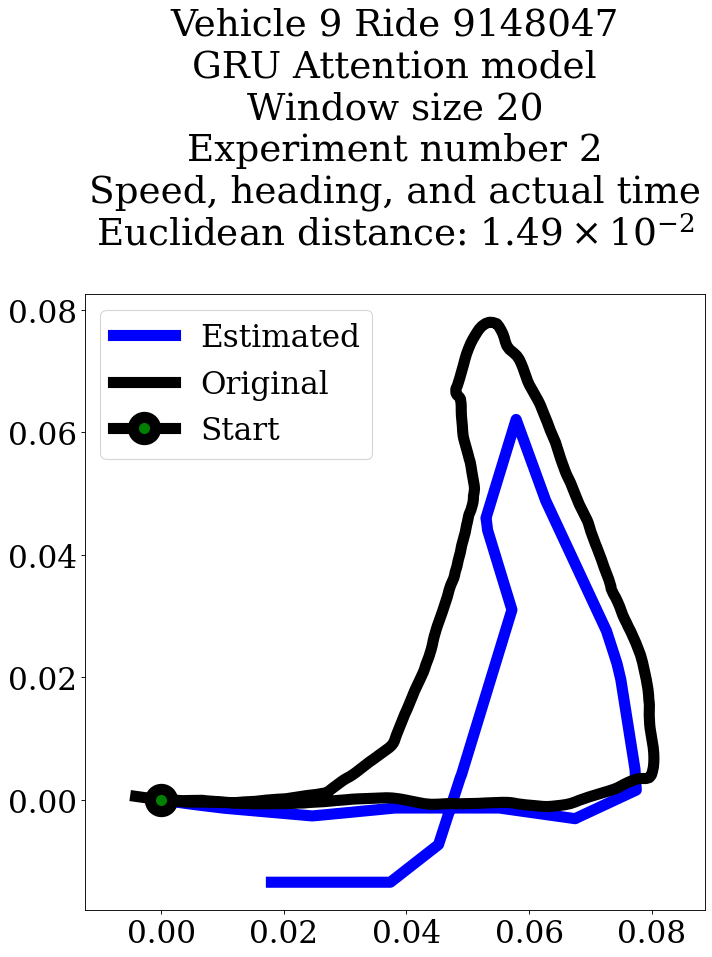 Vehicle 9 Ride 9148047
GRU Attention model
Window size 20
Experiment number 2
Speed, heading, and actual time
Euclidean distance: 1.49 × 10⁻²
0.08
0.06
0.04
0.02
0.00
Estimated
Original
Start
0.00 0.02 0.04 0.06 0.08